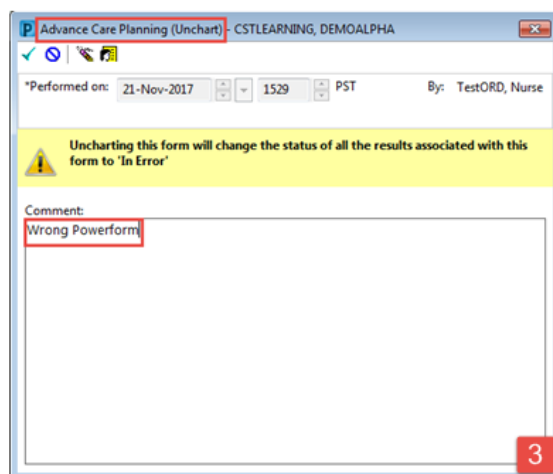 P Advance Care Planning (Unchart) - CSTLEARNING, DEMOALPHA
*Performed on: 21-Nov-2017 1529 PST By: TestORD, Nurse
Uncharting this form will change the status of all the results associated with this
form to 'In Error'
Comment:
Wrong Powerform
3